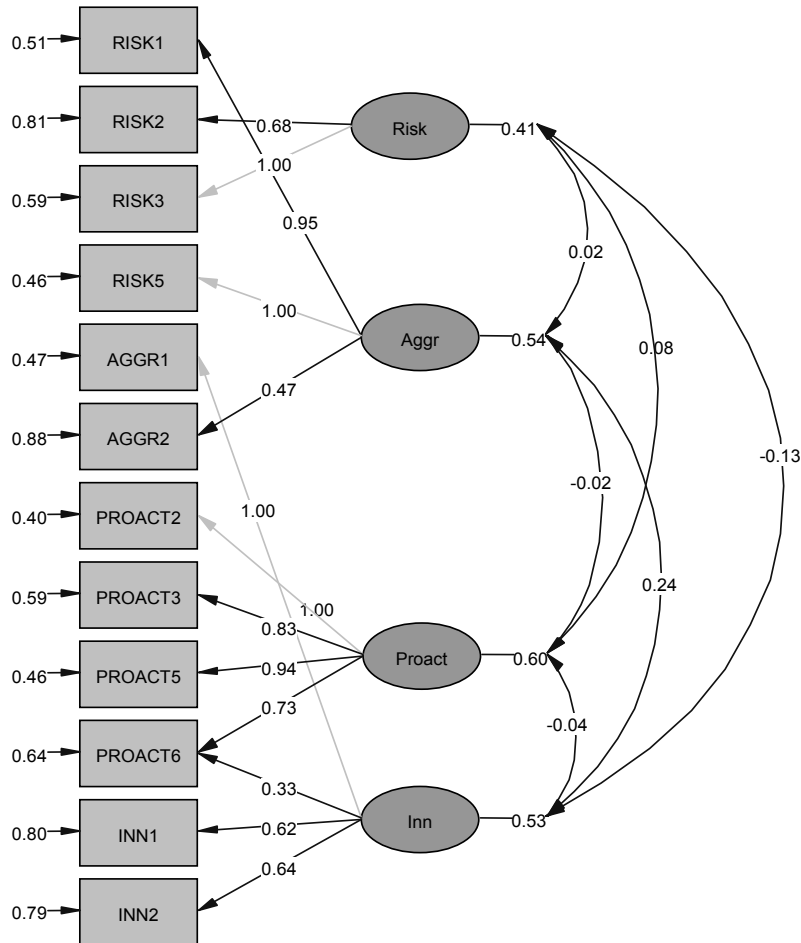 0.51 RISK1
0.81 RISK2
0.68
Risk
0.41
1.00
0.59 RISK3
0.95
0.02
0.46 RISK5
1.00
Aggr
0.54
0.08
0.47 AGGR1
0.47
0.88 AGGR2
-0.13
-0.02
1.00
0.40 PROACT2
0.24
0.59 PROACT3
1.00
0.83
Proact
0.60
0.46 PROACT5
0.94
0.73
-0.04
0.64 PROACT6
0.33
Inn
0.53
0.80 INN1
0.62
0.64
0.79 INN2